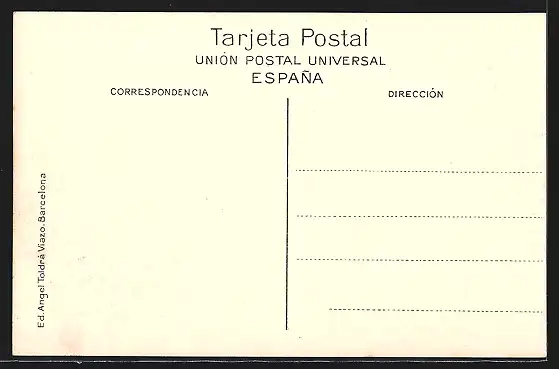 Tarjeta Postal
UNIÓN POSTAL UNIVERSAL
ESPAÑA
CORRESPONDENCIA
DIRECCIÓN
Ed. Angel Toldrá Viazo. Barcelona